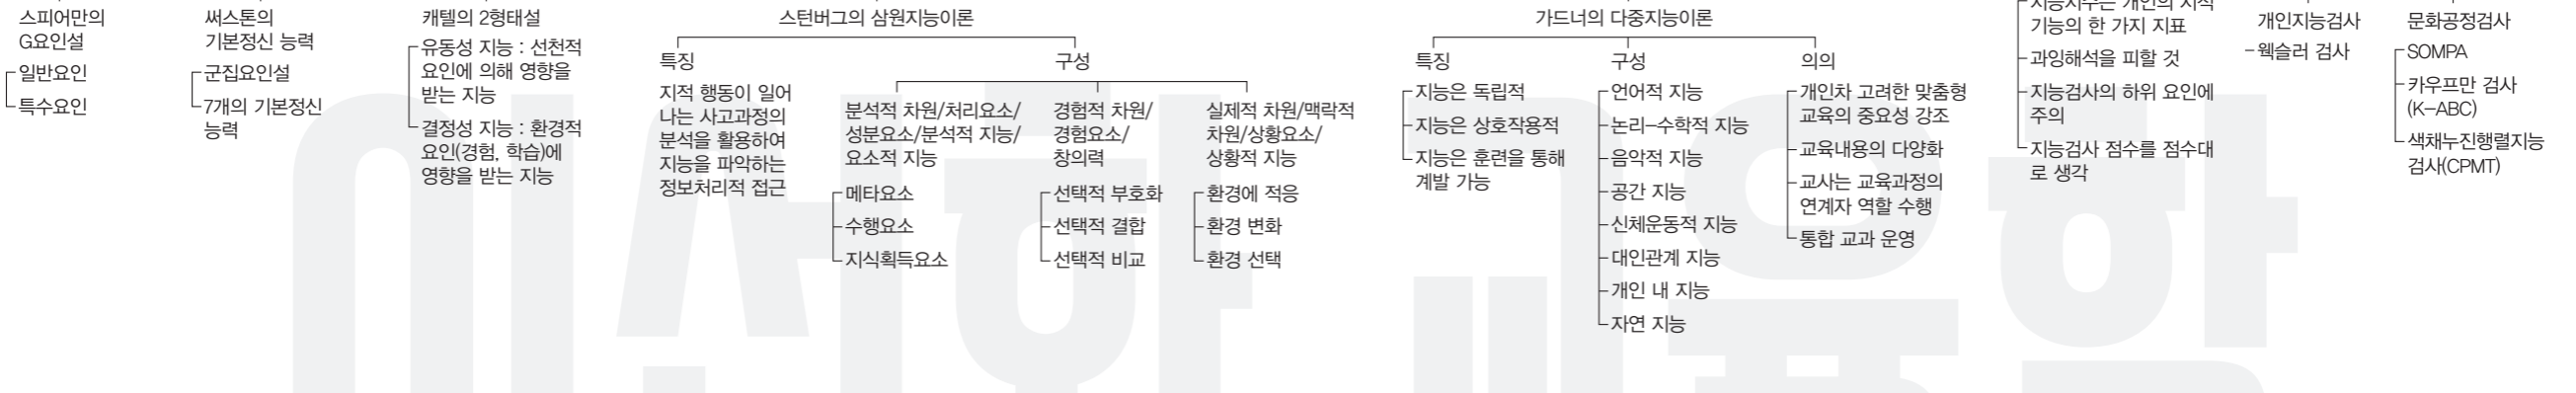 스피어만의
G요인설
일반요인
특수요인
써스톤의
기본정신 능력
군집요인설
7개의 기본정신
능력
캐텔의 2형태설
유동성 지능 : 선천적
요인에 의해 영향을
받는 지능
결정성 지능 : 환경적
요인(경험, 학습)에
영향을 받는 지능
스턴버그의 삼원지능이론
특징
지적 행동이 일어
나는 사고과정의
분석을 활용하여
지능을 파악하는
정보처리적 접근
구성
분석적 차원/처리요소/
성분요소/분석적 지능/
요소적 지능
메타요소
수행요소
지식획득요소
경험적 차원/
경험요소/
창의력
선택적 부호화
선택적 결합
선택적 비교
실제적 차원/맥락적
차원/상황요소/
상황적 지능
환경에 적응
환경 변화
환경 선택
가드너의 다중지능이론
특징
지능은 독립적
지능은 상호작용적
지능은 훈련을 통해
계발 가능
구성
언어적 지능
논리-수학적 지능
음악적 지능
공간 지능
신체운동적 지능
대인관계 지능
개인 내 지능
자연 지능
의의
개인차 고려한 맞춤형
교육의 중요성 강조
교육내용의 다양화
교사는 교육과정의
연계자 역할 수행
통합 교과 운영
지능지수는 개인의 지적
기능의 한 가지 지표
과잉해석을 피할 것
지능검사의 하위 요인에
주의
지능검사 점수를 점수대
로 생각
개인지능검사
웩슬러 검사
문화공정검사
SOMPA
카우프만 검사
(K-ABC)
색채누진행렬지능
검사(CPMT)